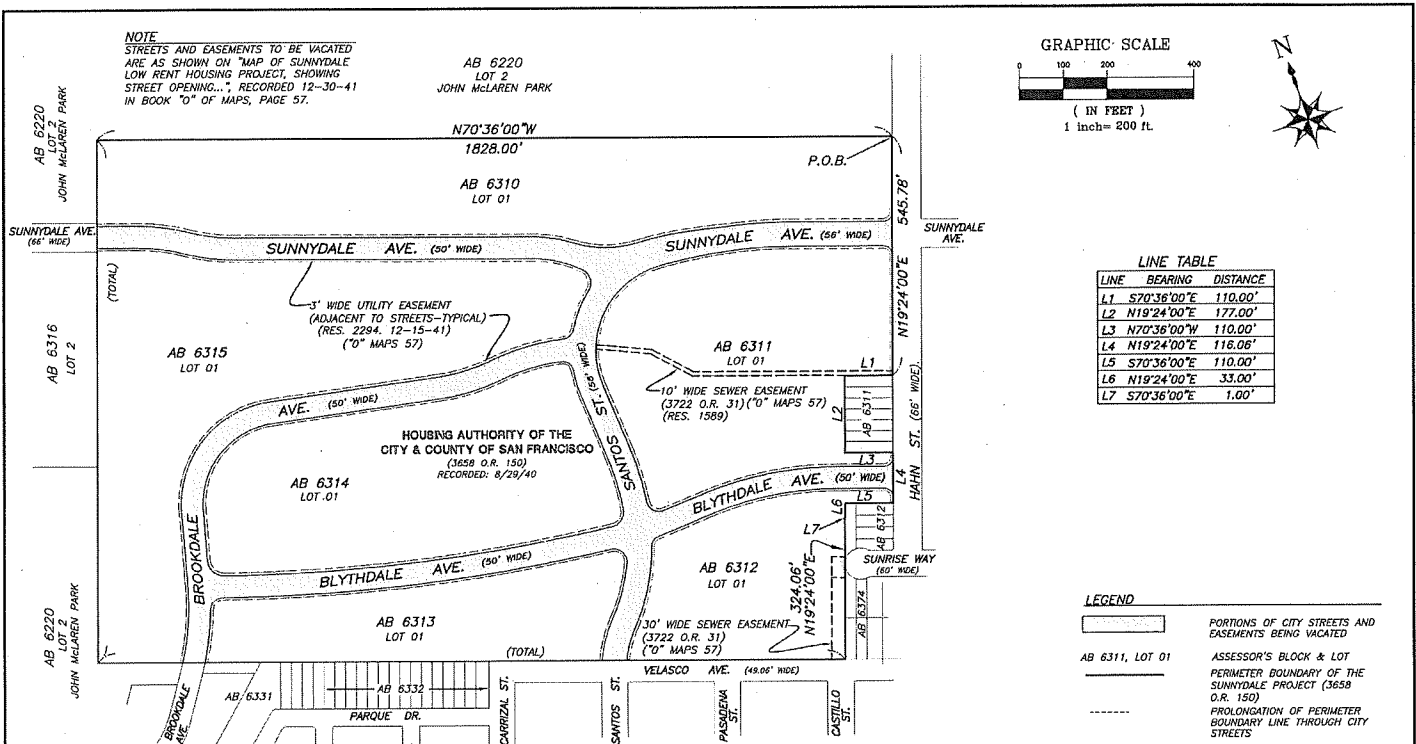 NOTE
STREETS AND EASEMENTS TO BE VACATED
ARE AS SHOWN ON "MAP OF SUNNYDALE
LOW RENT HOUSING PROJECT, SHOWING
STREET OPENING...", RECORDED 12-30-41
IN BOOK "O" OF MAPS, PAGE 57.
AB 6220
LOT 2
JOHN McLAREN PARK
GRAPHIC SCALE
0 100 200 400
( IN FEET )
1 inch= 200 ft.
N
AB 6220
LOT 2
JOHN McLAREN PARK
N70°36'00"W
1828.00'
P.O.B.
AB 6310
LOT 01
545.78'
N19°24'00"E
SUNNYDALE AVE.
(66' WIDE)
SUNNYDALE AVE. (50' WIDE)
SUNNYDALE AVE. (56' WIDE)
SUNNYDALE
AVE.
(TOTAL)
3' WIDE UTILITY EASEMENT
(ADJACENT TO STREETS-TYPICAL)
(RES. 2294. 12-15-41)
("O" MAPS 57)
LINE TABLE
LINE BEARING DISTANCE
L1 S70°36'00"E 110.00'
L2 N19°24'00"E 177.00'
L3 N70°36'00"W 110.00'
L4 N19°24'00"E 116.06'
L5 S70°36'00"E 110.00'
L6 N19°24'00"E 33.00'
L7 S70°36'00"E 1.00'
AB 6316
LOT 2
AB 6315
LOT 01
AB 6311
LOT 01
L1
10' WIDE SEWER EASEMENT
(3722 O.R. 31)("O" MAPS 57)
(RES. 1589)
L2
AB 6311
HAHN ST. (66' WIDE)
AVE. (50' WIDE)
SANTOS ST. (56' WIDE)
HOUSING AUTHORITY OF THE
CITY & COUNTY OF SAN FRANCISCO
(3658 O.R. 150)
RECORDED: 8/29/40
L3
L4
AB 6314
LOT 01
BLYTHDALE AVE. (50' WIDE)
L5
L6
L7
AB 6312
BROOKDALE
BLYTHDALE AVE. (50' WIDE)
AB 6312
LOT 01
SUNRISE WAY
(60' WIDE)
324.06'
N19°24'00"E
AB 6374
AB 6220
LOT 2
JOHN McLAREN PARK
AB 6313
LOT 01
30' WIDE SEWER EASEMENT
(3722 O.R. 31)
("O" MAPS 57)
(TOTAL)
VELASCO AVE. (49.06' WIDE)
LEGEND
PORTIONS OF CITY STREETS AND
EASEMENTS BEING VACATED
AB 6311, LOT 01 ASSESSOR'S BLOCK & LOT
PERIMETER BOUNDARY OF THE
SUNNYDALE PROJECT (3658
O.R. 150)
PROLONGATION OF PERIMETER
BOUNDARY LINE THROUGH CITY
STREETS
BROOKDALE
AVE.
AB 6331
AB 6332
PARQUE DR.
CARRIZAL ST.
SANTOS ST.
PASADENA
ST.
CASTILLO
ST.